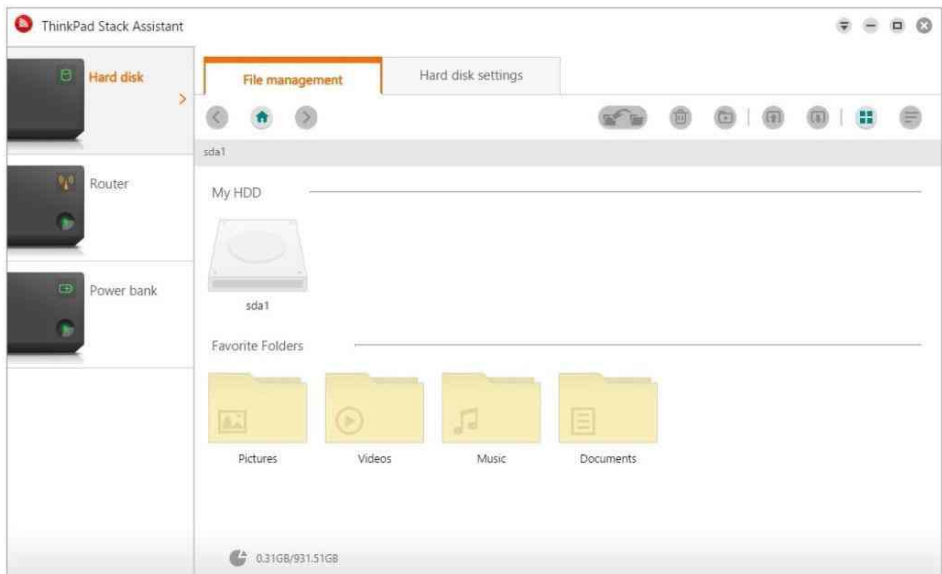 ThinkPad Stack Assistant
Hard disk
File management
Hard disk settings
sda1
Router
My HDD
sda1
Power bank
Favorite Folders
Pictures
Videos
Music
Documents
0.31GB/931.51GB